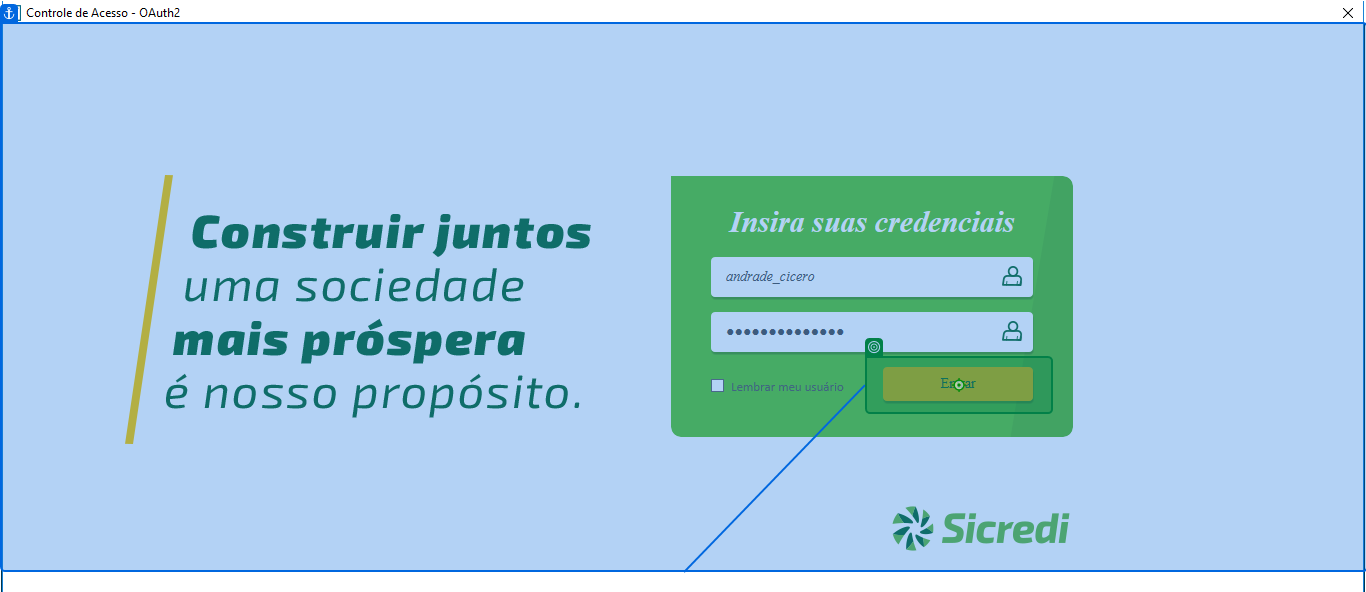 Controle de Acesso - OAuth2
Construir juntos
uma sociedade
mais próspera
é nosso propósito.
Insira suas credenciais
andrade_cicero
••••••••••••••
Lembrar meu usuário
Entrar
Sicredi